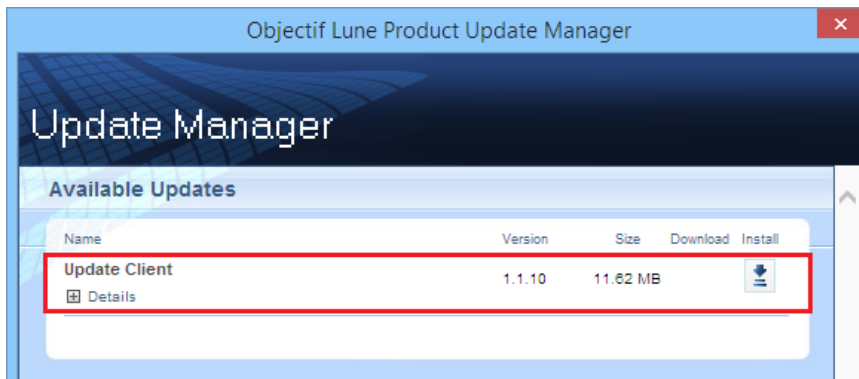 Objectif Lune Product Update Manager
Update Manager
Available Updates
Name Version Size Download Install
Update Client 1.1.10 11.62 MB
Details